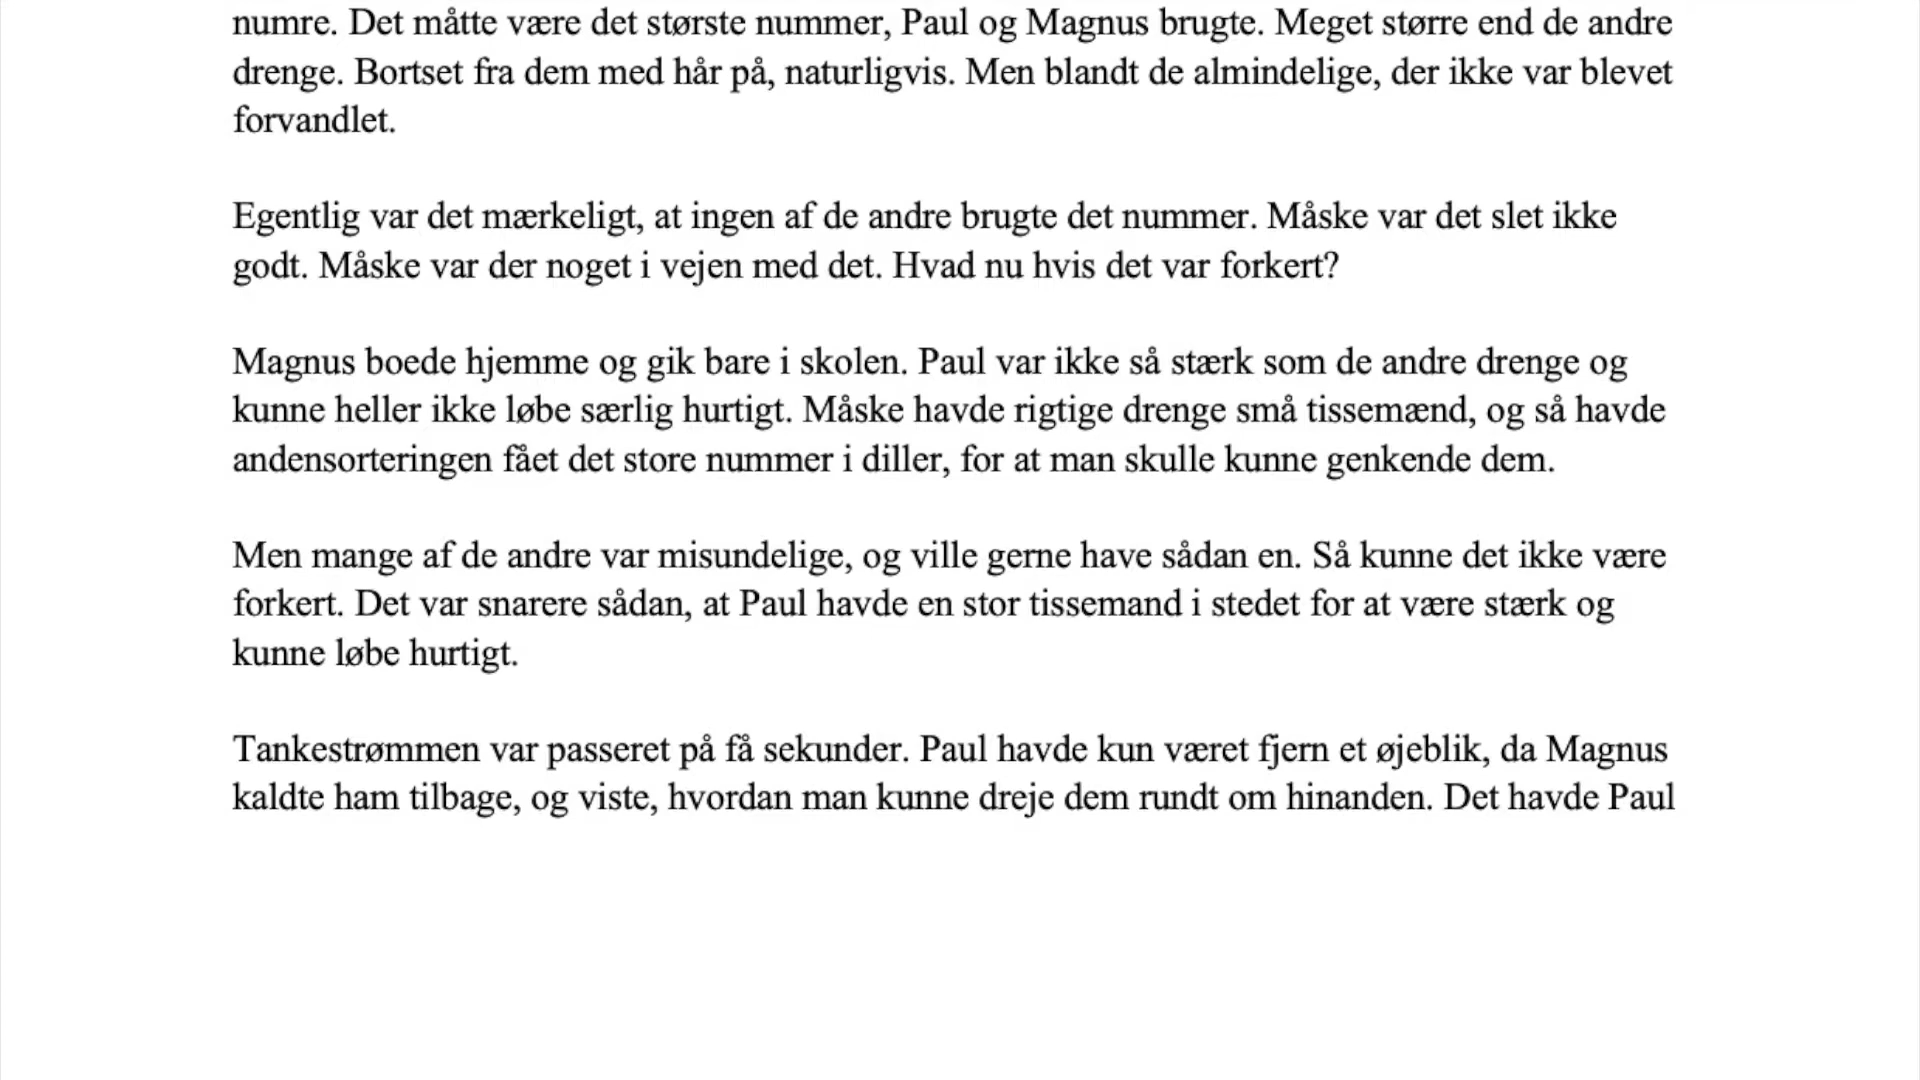 numre. Det måtte være det største nummer, Paul og Magnus brugte. Meget større end de andre
drenge. Bortset fra dem med hår på, naturligvis. Men blandt de almindelige, der ikke var blevet
forvandlet.
Egentlig var det mærkeligt, at ingen af de andre brugte det nummer. Måske var det slet ikke
godt. Måske var der noget i vejen med det. Hvad nu hvis det var forkert?
Magnus boede hjemme og gik bare i skolen. Paul var ikke så stærk som de andre drenge og
kunne heller ikke løbe særlig hurtigt. Måske havde rigtige drenge små tissemænd, og så havde
andensorteringen fået det store nummer i diller, for at man skulle kunne genkende dem.
Men mange af de andre var misundelige, og ville gerne have sådan en. Så kunne det ikke være
forkert. Det var snarere sådan, at Paul havde en stor tissemand i stedet for at være stærk og
kunne løbe hurtigt.
Tankestrømmen var passeret på få sekunder. Paul havde kun været fjern et øjeblik, da Magnus
kaldte ham tilbage, og viste, hvordan man kunne dreje dem rundt om hinanden. Det havde Paul